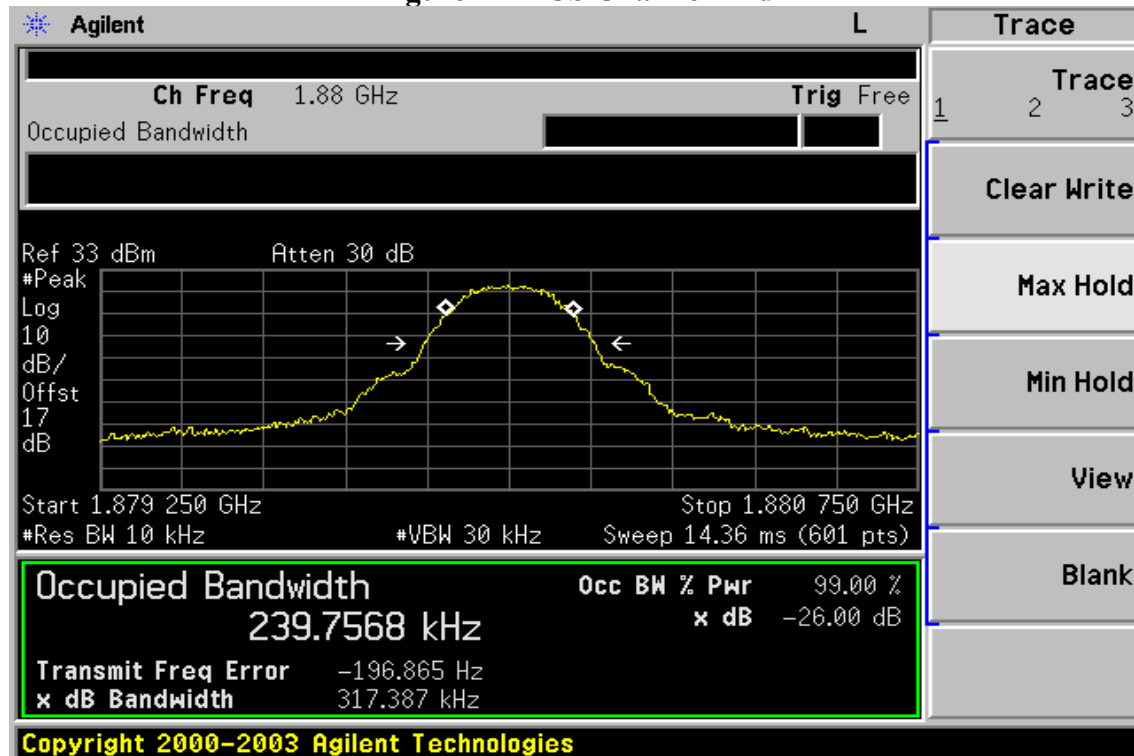 Agilent
L
Trace
Ch Freq 1.88 GHz
Trig Free
Occupied Bandwidth
Trace
1 2 3
Clear Write
Max Hold
Min Hold
View
Blank
Ref 33 dBm
Atten 30 dB
#Peak
Log
10
dB/
Offst
17
dB
Start 1.879 250 GHz
Stop 1.880 750 GHz
#Res BW 10 kHz
#VBW 30 kHz
Sweep 14.36 ms (601 pts)
Occupied Bandwidth
239.7568 kHz
Occ BW % Pwr 99.00 %
x dB -26.00 dB
Transmit Freq Error -196.865 Hz
x dB Bandwidth 317.387 kHz
Copyright 2000-2003 Agilent Technologies